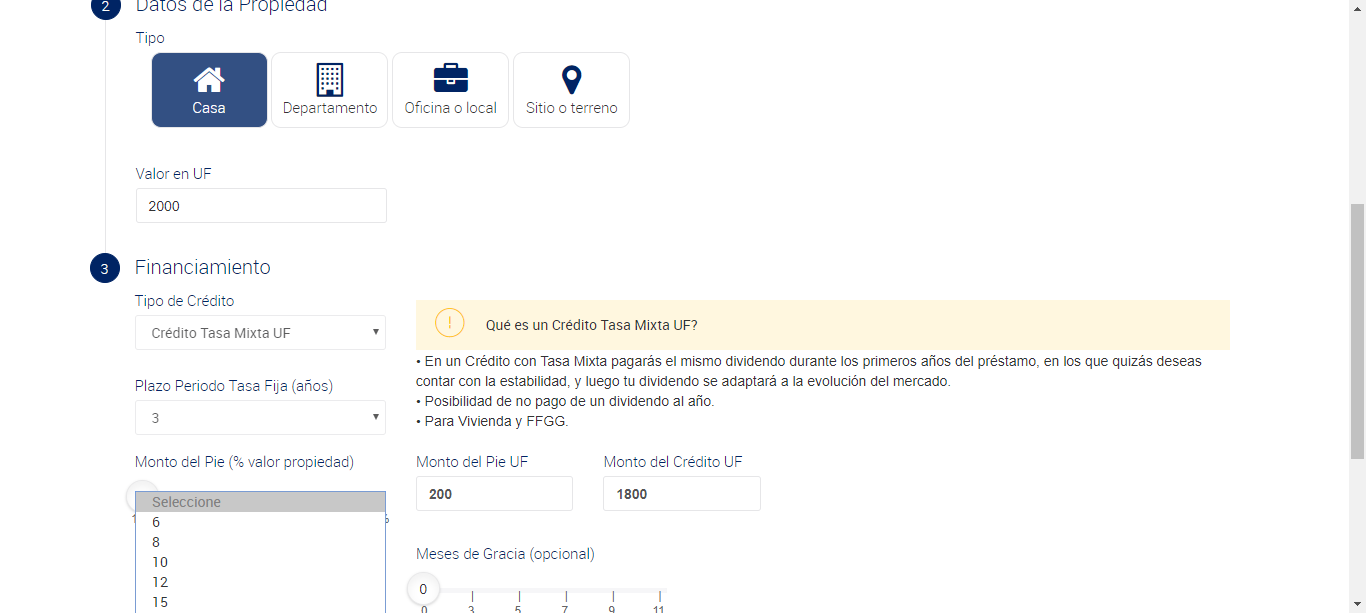 2
Datos de la Propiedad
Tipo
Casa
Departamento
Oficina o local
Sitio o terreno
Valor en UF
2000
3
Financiamiento
Tipo de Crédito
Crédito Tasa Mixta UF
Qué es un Crédito Tasa Mixta UF?
• En un Crédito con Tasa Mixta pagarás el mismo dividendo durante los primeros años del préstamo, en los que quizás deseas
contar con la estabilidad, y luego tu dividendo se adaptará a la evolución del mercado.
• Posibilidad de no pago de un dividendo al año.
• Para Vivienda y FFGG.
Plazo Periodo Tasa Fija (años)
3
Monto del Pie (% valor propiedad)
Monto del Pie UF
200
Monto del Crédito UF
1800
Seleccione
6
8
10
12
15
Meses de Gracia (opcional)
0
0 3 5 7 9 11